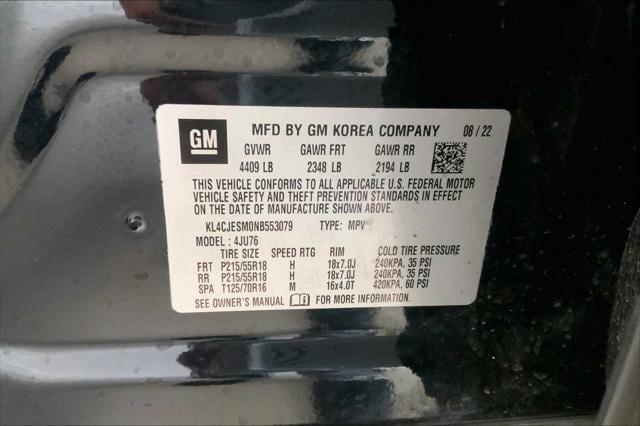 GM MFD BY GM KOREA COMPANY 08 / 22
GVWR GAWR FRT GAWR RR
4409 LB 2348 LB 2194 LB
THIS VEHICLE CONFORMS TO ALL APPLICABLE U.S. FEDERAL MOTOR
VEHICLE SAFETY AND THEFT PREVENTION STANDARDS IN EFFECT
ON THE DATE OF MANUFACTURE SHOWN ABOVE.
KL4CJESM0NB553079 TYPE: MPV
MODEL : 4JU76
TIRE SIZE SPEED RTG RIM COLD TIRE PRESSURE
FRT P215/55R18 H 18x7.0J 240KPA, 35 PSI
RR P215/55R18 H 18x7.0J 240KPA, 35 PSI
SPA T125/70R16 M 16x4.0T 420KPA, 60 PSI
SEE OWNER'S MANUAL FOR MORE INFORMATION.